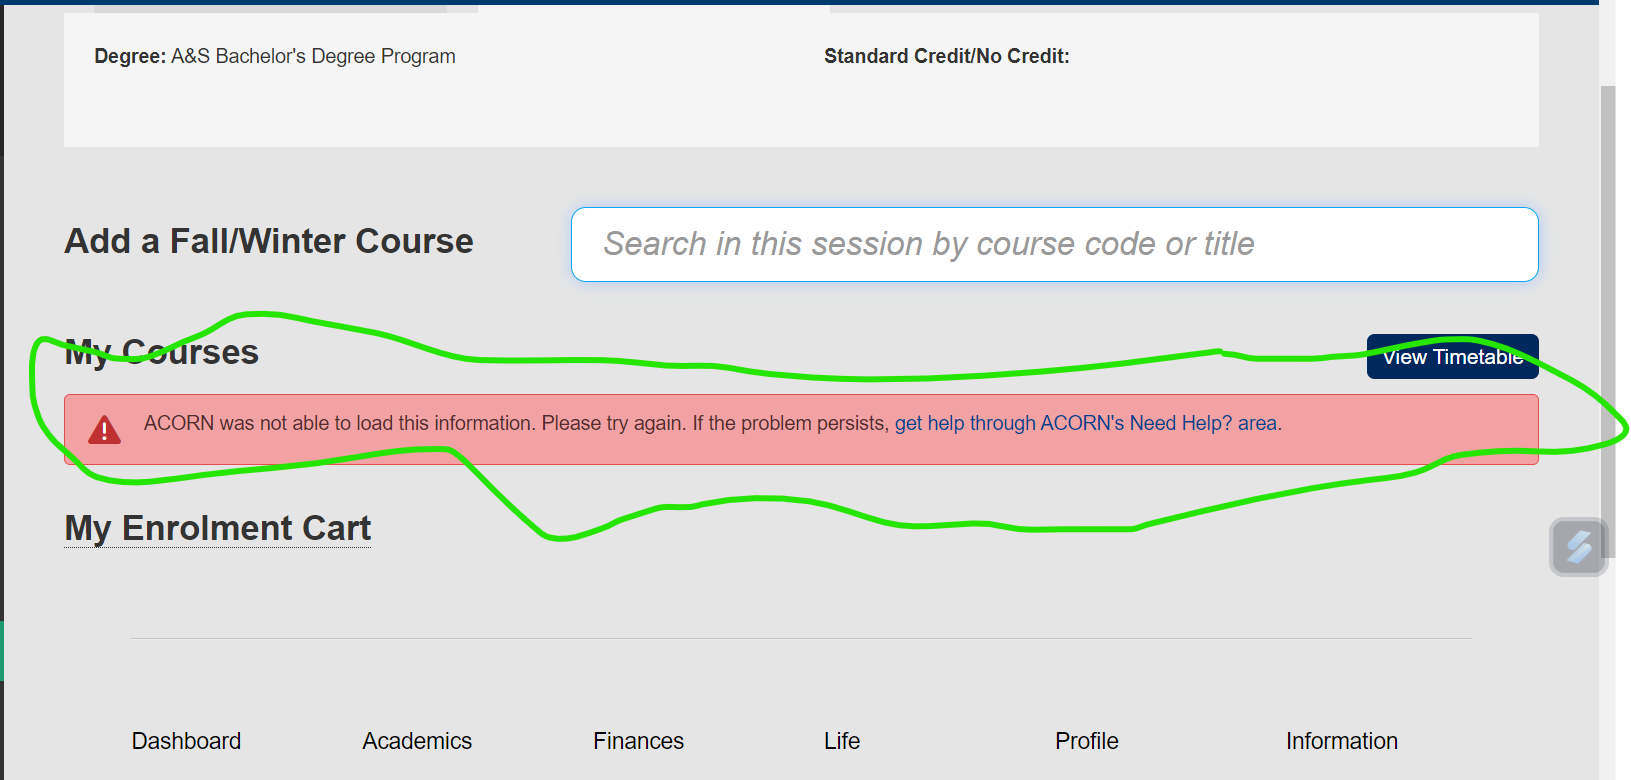 Degree: A&S Bachelor's Degree Program
Standard Credit/No Credit:
Add a Fall/Winter Course
Search in this session by course code or title
My Courses
View Timetable
ACORN was not able to load this information. Please try again. If the problem persists, get help through ACORN's Need Help? area.
My Enrolment Cart
Dashboard
Academics
Finances
Life
Profile
Information